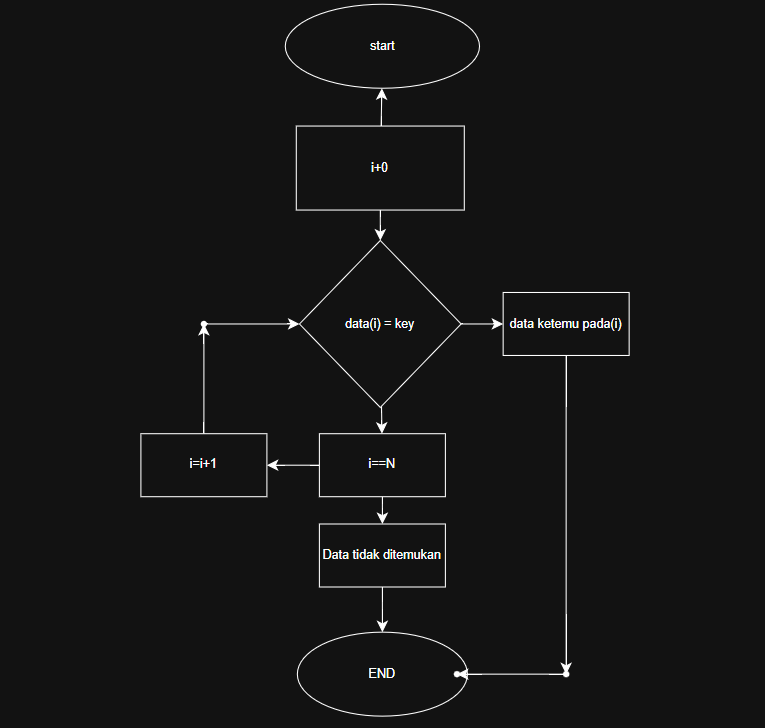 start
i+0
data(i) = key
data ketemu pada(i)
i=i+1
i==N
Data tidak ditemukan
END